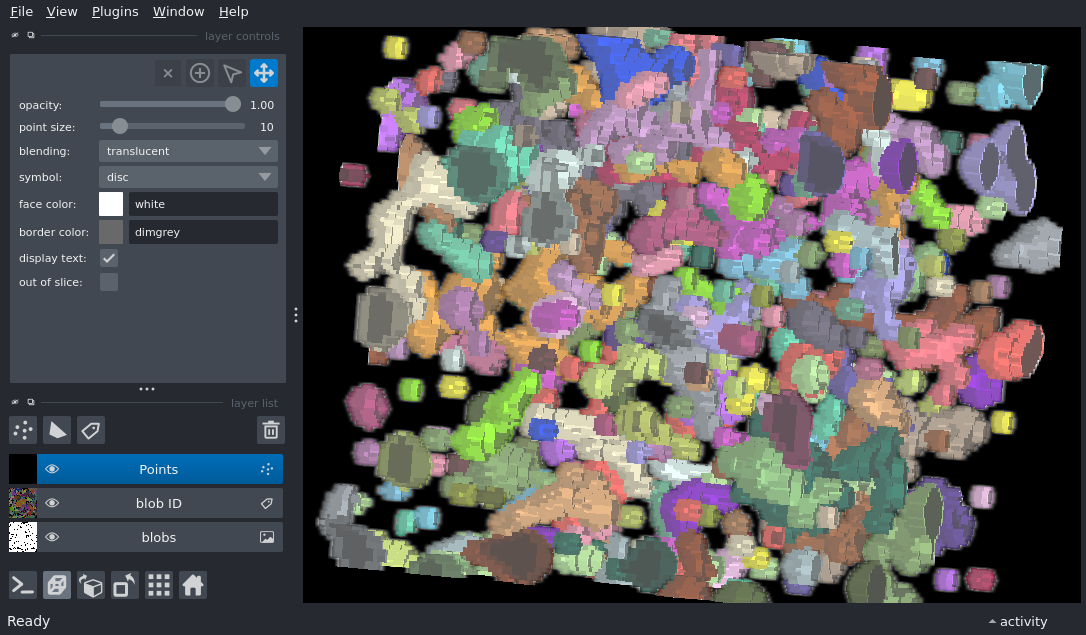 File View Plugins Window Help
layer controls
opacity: 1.00
point size: 10
blending: translucent
symbol: disc
face color: white
border color: dimgrey
display text:
out of slice:
layer list
Points
blob ID
blobs
Ready
activity